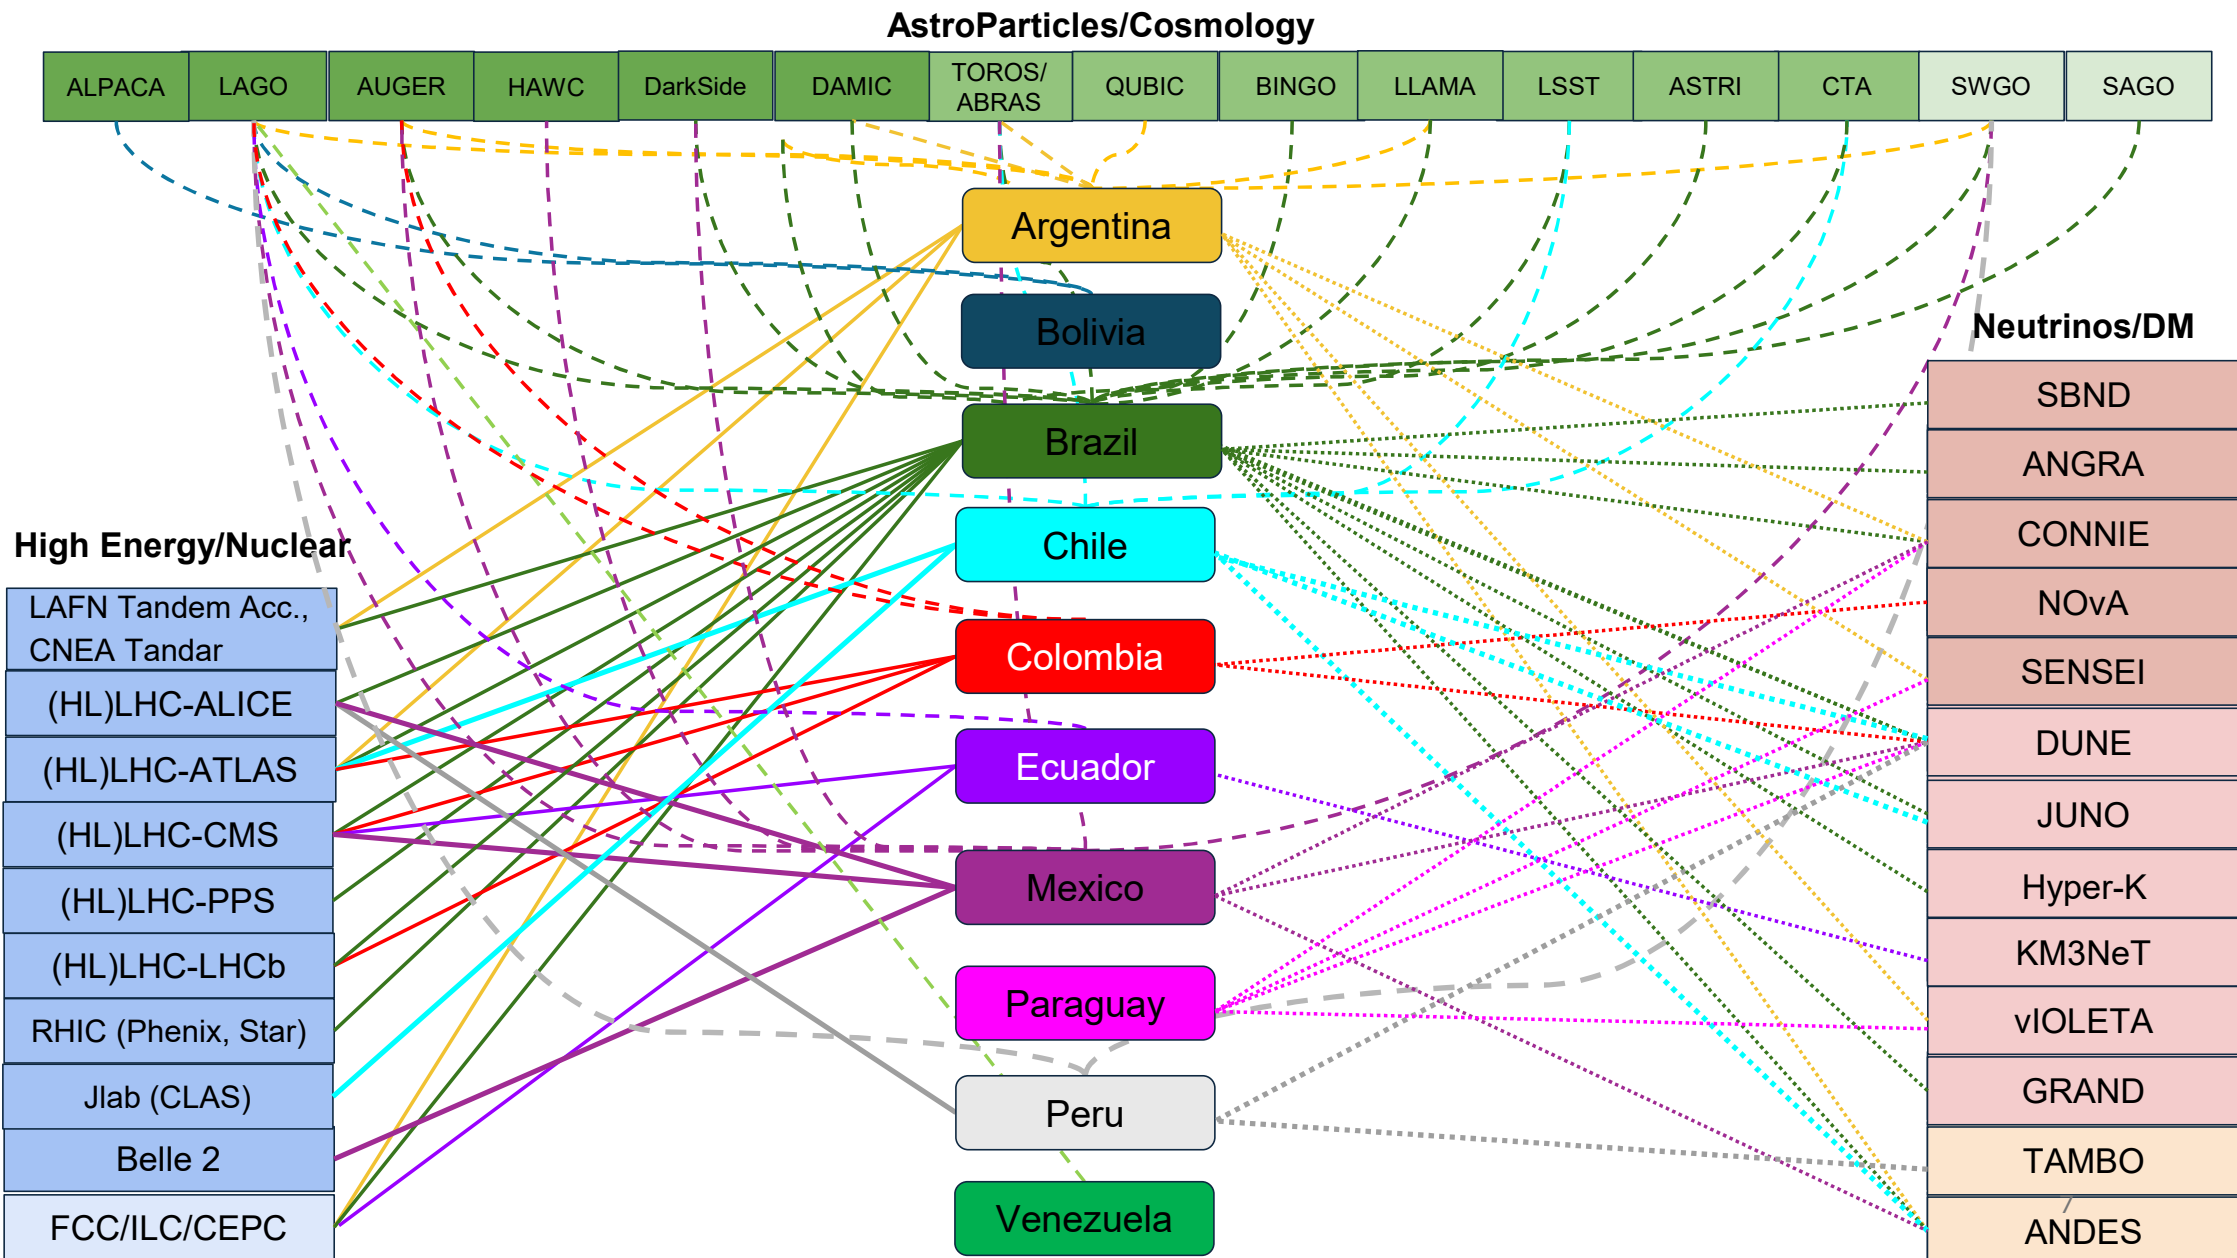 AstroParticles/Cosmology
ALPACA
LAGO
AUGER
HAWC
DarkSide
DAMIC
TOROS/
ABRAS
QUBIC
BINGO
LLAMA
LSST
ASTRI
CTA
SWGO
SAGO
Argentina
Bolivia
Brazil
Chile
Colombia
Ecuador
Mexico
Paraguay
Peru
Venezuela
High Energy/Nuclear
LAFN Tandem Acc.,
CNEA Tandar
(HL)LHC-ALICE
(HL)LHC-ATLAS
(HL)LHC-CMS
(HL)LHC-PPS
(HL)LHC-LHCb
RHIC (Phenix, Star)
Jlab (CLAS)
Belle 2
FCC/ILC/CEPC
Neutrinos/DM
SBND
ANGRA
CONNIE
NOvA
SENSEI
DUNE
JUNO
Hyper-K
KM3NeT
vIOLETA
GRAND
TAMBO
ANDES